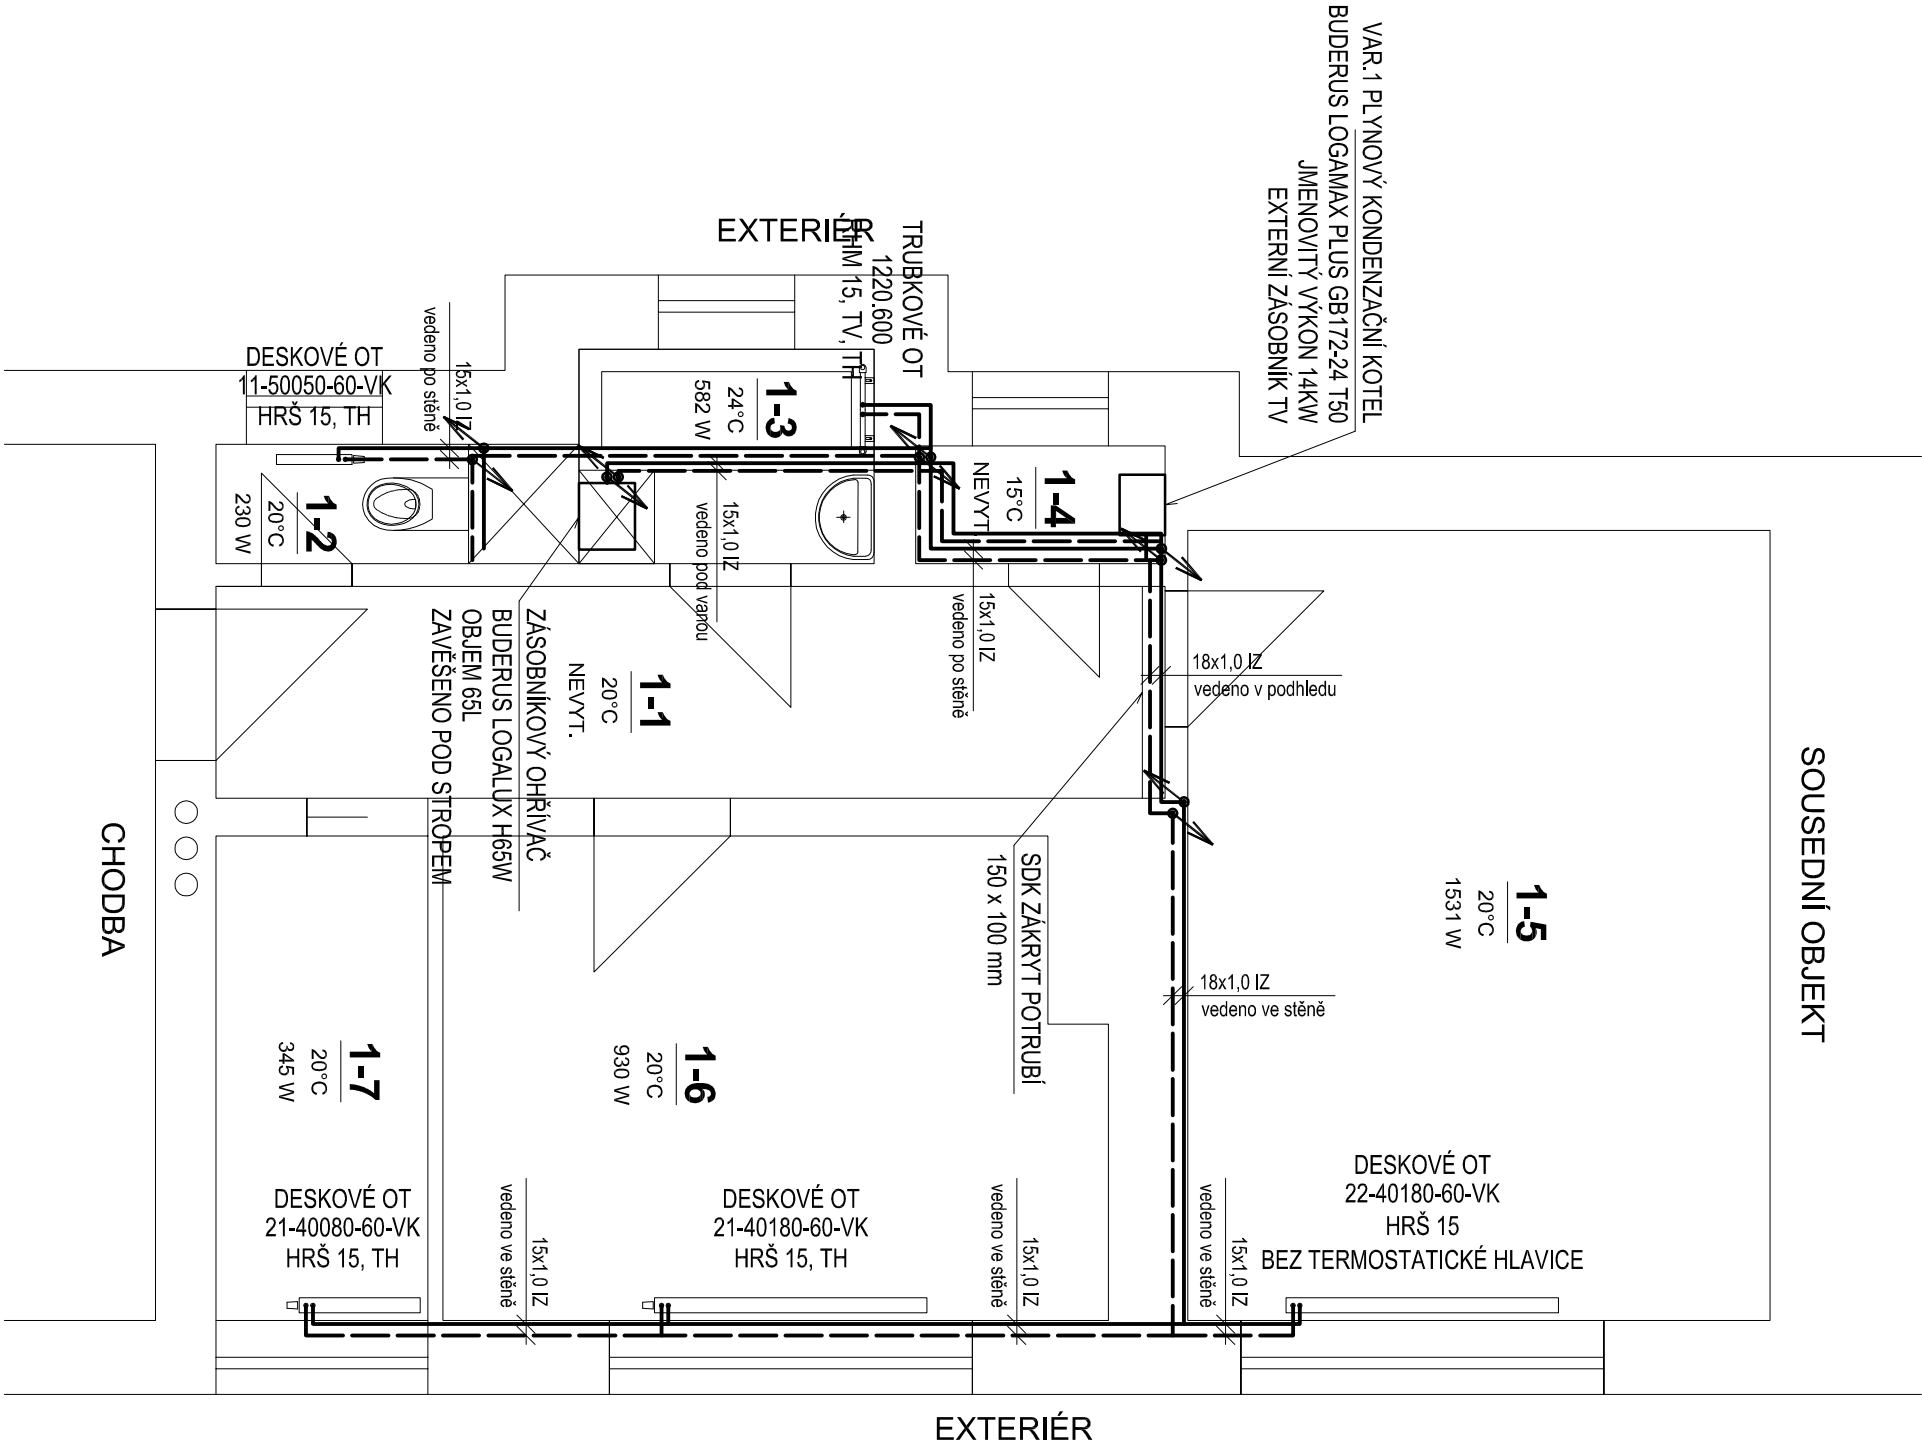 VAR.1 PLYNOVÝ KONDENZAČNÍ KOTEL
BUDERUS LOGAMAX PLUS GB172-24 T50
JMENOVITÝ VÝKON 14KW
EXTERNÍ ZÁSOBNÍK TV
EXTERIÉR
TRUBKOVÉ OT
1220.600
RHM 15, TV, TH
DESKOVÉ OT
11-50050-60-VK
HRŠ 15, TH
15x1,0 IZ
vedeno po stěně
1-3
24°C
582 W
1-4
15°C
NEVYT.
1-2
20°C
230 W
15x1,0 IZ
vedeno pod vanou
15x1,0 IZ
vedeno po stěně
18x1,0 IZ
vedeno v podhledu
1-1
20°C
NEVYT.
ZÁSOBNÍKOVÝ OHŘÍVAČ
BUDERUS LOGALUX H65W
OBJEM 65L
ZAVĚŠENO POD STROPEM
SOUSEDNÍ OBJEKT
CHODBA
SDK ZÁKRYT POTRUBÍ
150 x 100 mm
1-5
20°C
1531 W
18x1,0 IZ
vedeno ve stěně
1-7
20°C
345 W
1-6
20°C
930 W
DESKOVÉ OT
21-40080-60-VK
HRŠ 15, TH
15x1,0 IZ
vedeno ve stěně
DESKOVÉ OT
21-40180-60-VK
HRŠ 15, TH
15x1,0 IZ
vedeno ve stěně
15x1,0 IZ
vedeno ve stěně
DESKOVÉ OT
22-40180-60-VK
HRŠ 15
BEZ TERMOSTATICKÉ HLAVICE
EXTERIÉR